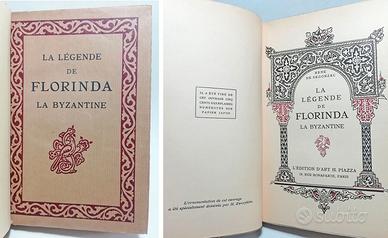 LA LÉGENDE
DE
FLORINDA
LA BYZANTINE
IL A ÉTÉ TIRÉ DE
CET OUVRAGE CINQ
CENTS EXEMPLAIRES
NUMÉROTÉS SUR
PAPIER JAPON
L'ornementation de cet ouvrage
a été spécialement dessinée par
RENÉ
DE SEGONZAC
LA
LÉGENDE
DE
FLORINDA
LA BYZANTINE
L'ÉDITION D'ART H. PIAZZA
19, RUE BONAPARTE, PARIS
subito